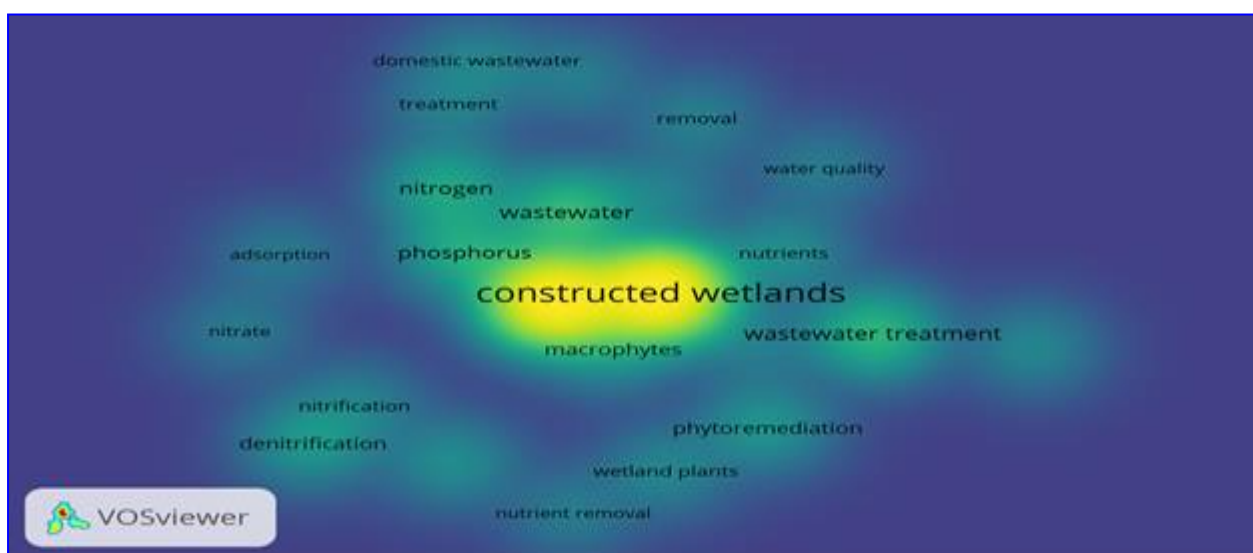 domestic wastewater
treatment
removal
water quality
nitrogen
wastewater
adsorption
phosphorus
nutrients
constructed wetlands
nitrate
macrophytes
wastewater treatment
nitrification
denitrification
phytoremediation
wetland plants
nutrient removal
VOSviewer